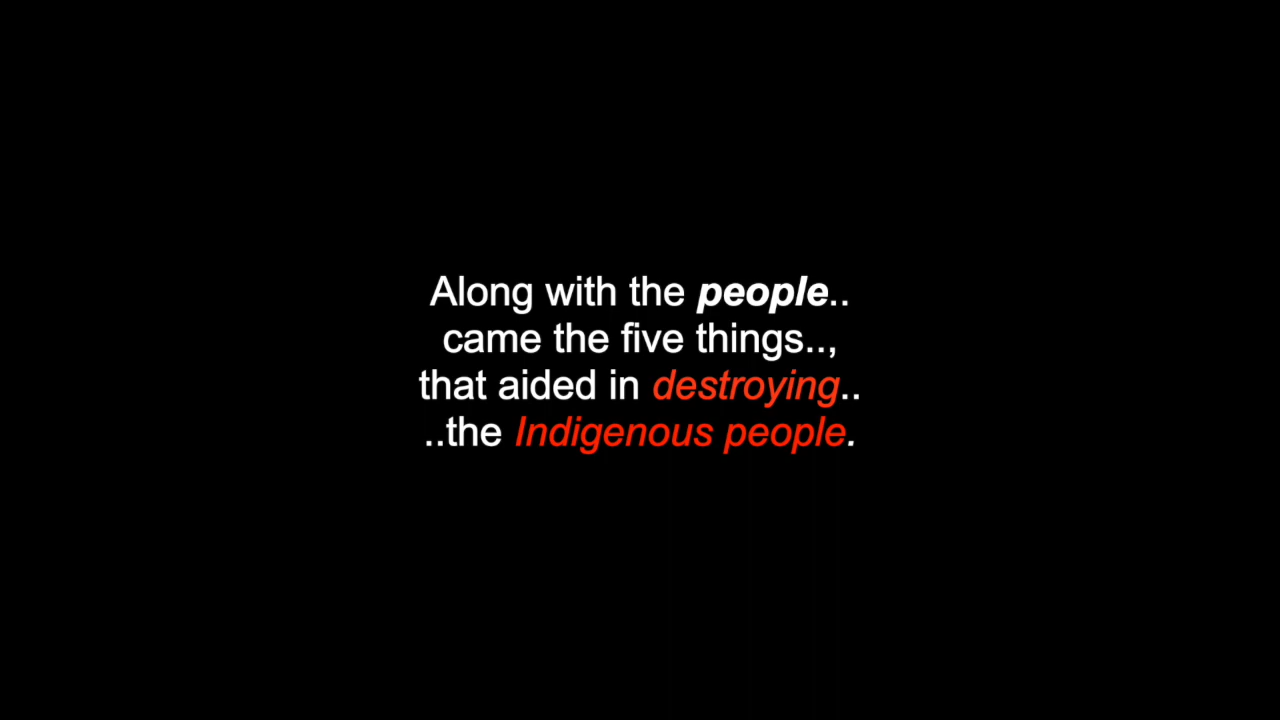 Along with the people..
came the five things..,
that aided in destroying..
..the Indigenous people.